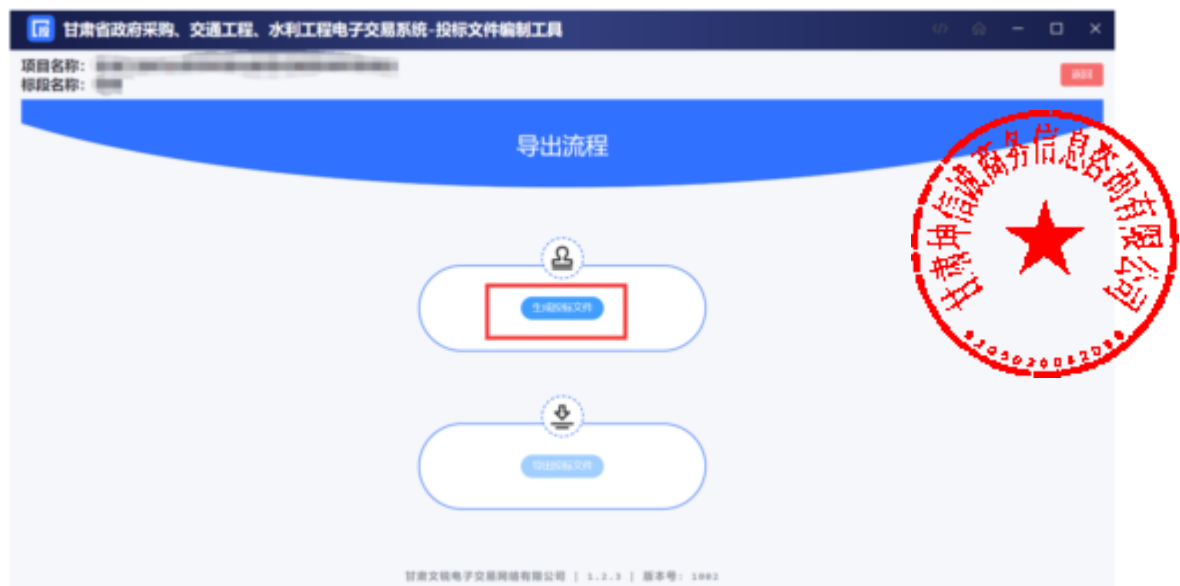 投 甘肃省政府采购、交通工程、水利工程电子交易系统-投标文件编制工具
项目名称：
标段名称：
返回
导出流程
甘肃坤信诚商务信息咨询有限公司
生成投标文件
导出投标文件
甘肃文锐电子交易网络有限公司 | 1.2.3 | 版本号: 1002